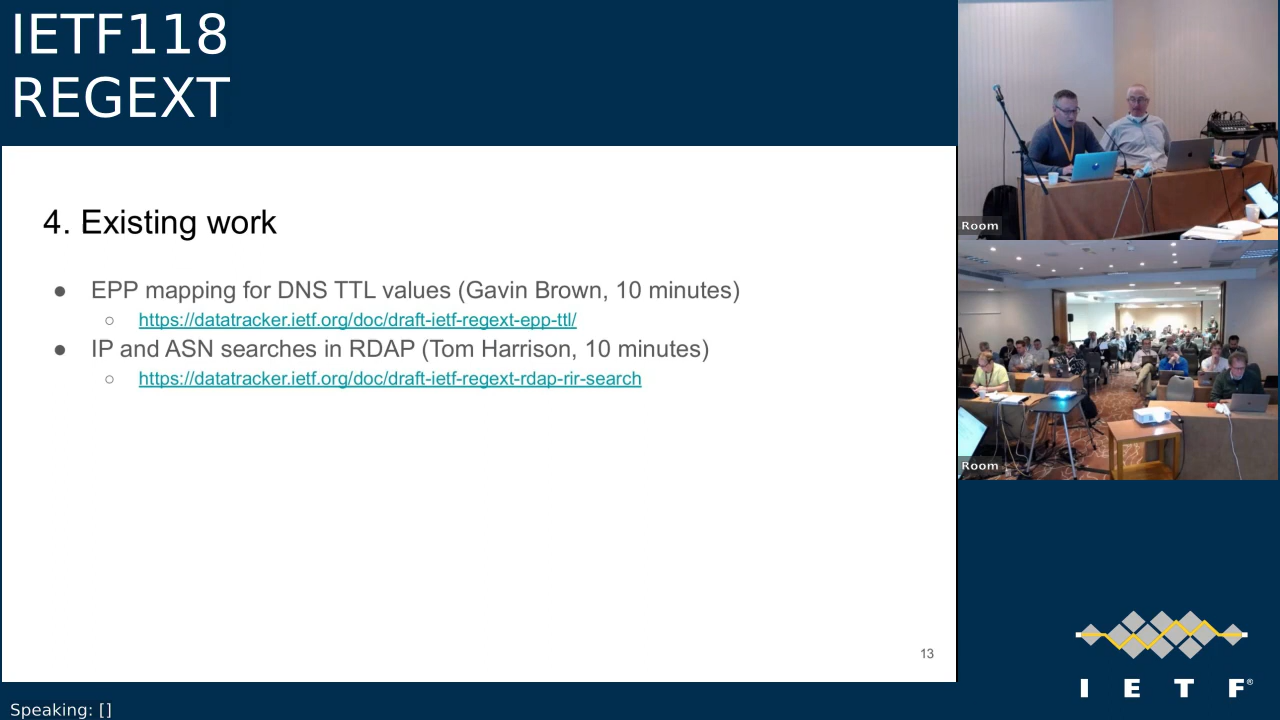 IETF118
REGEXT
4. Existing work
● EPP mapping for DNS TTL values (Gavin Brown, 10 minutes)
○ https://datatracker.ietf.org/doc/draft-ietf-regext-epp-ttl/
● IP and ASN searches in RDAP (Tom Harrison, 10 minutes)
○ https://datatracker.ietf.org/doc/draft-ietf-regext-rdap-rir-search
13
Room
Room
I E T F®
Speaking: []